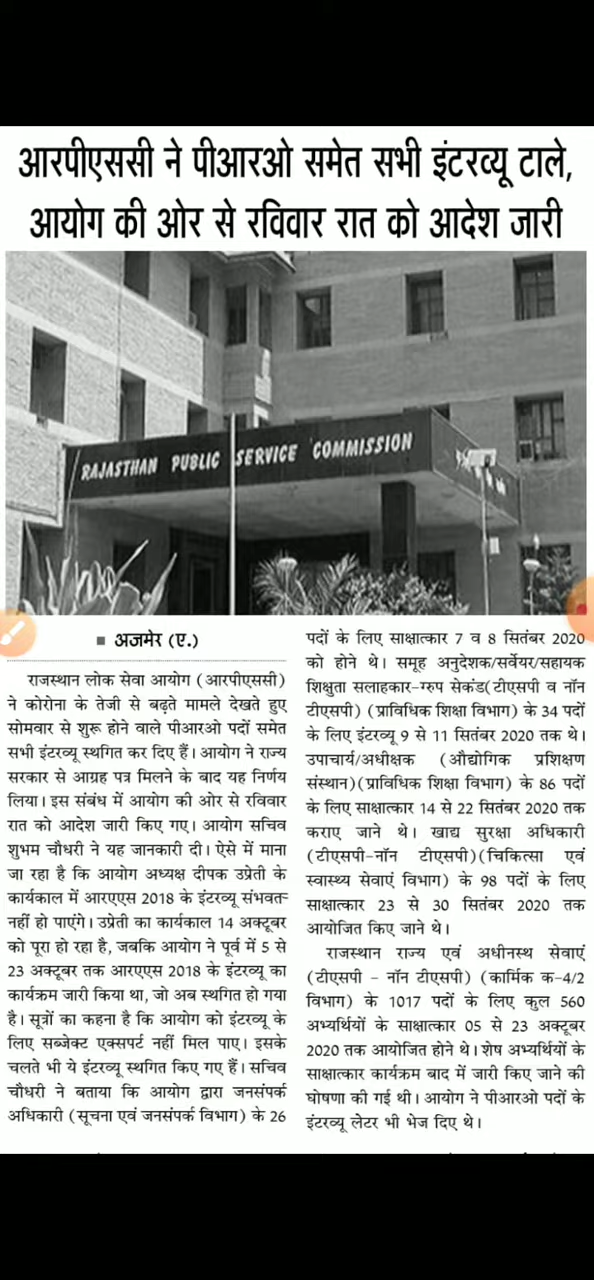 आरपीएससी ने पीआरओ समेत सभी इंटरव्यू टाले,
आयोग की ओर से रविवार रात को आदेश जारी
RAJASTHAN PUBLIC SERVICE COMMISSION
■ अजमेर (ए.)
राजस्थान लोक सेवा आयोग (आरपीएससी)
ने कोरोना के तेजी से बढ़ते मामले देखते हुए
सोमवार से शुरू होने वाले पीआरओ पदों समेत
सभी इंटरव्यू स्थगित कर दिए हैं। आयोग ने राज्य
सरकार से आग्रह पत्र मिलने के बाद यह निर्णय
लिया। इस संबंध में आयोग की ओर से रविवार
रात को आदेश जारी किए गए। आयोग सचिव
शुभम चौधरी ने यह जानकारी दी। ऐसे में माना
जा रहा है कि आयोग अध्यक्ष दीपक उप्रेती के
कार्यकाल में आरएएस 2018 के इंटरव्यू संभवतः
नहीं हो पाएंगे। उप्रेती का कार्यकाल 14 अक्टूबर
को पूरा हो रहा है, जबकि आयोग ने पूर्व में 5 से
23 अक्टूबर तक आरएएस 2018 के इंटरव्यू का
कार्यक्रम जारी किया था, जो अब स्थगित हो गया
है। सूत्रों का कहना है कि आयोग को इंटरव्यू के
लिए सब्जेक्ट एक्सपर्ट नहीं मिल पाए। इसके
चलते भी ये इंटरव्यू स्थगित किए गए हैं। सचिव
चौधरी ने बताया कि आयोग द्वारा जनसंपर्क
अधिकारी (सूचना एवं जनसंपर्क विभाग) के 26
पदों के लिए साक्षात्कार 7 व 8 सितंबर 2020
को होने थे। समूह अनुदेशक/सर्वेयर/सहायक
शिक्षुता सलाहकार-ग्रुप सेकंड(टीएसपी व नॉन
टीएसपी) (प्राविधिक शिक्षा विभाग) के 34 पदों
के लिए इंटरव्यू 9 से 11 सितंबर 2020 तक थे।
उपाचार्य/अधीक्षक (औद्योगिक प्रशिक्षण
संस्थान)(प्राविधिक शिक्षा विभाग) के 86 पदों
के लिए साक्षात्कार 14 से 22 सितंबर 2020 तक
कराए जाने थे। खाद्य सुरक्षा अधिकारी
(टीएसपी-नॉन टीएसपी)(चिकित्सा एवं
स्वास्थ्य सेवाएं विभाग) के 98 पदों के लिए
साक्षात्कार 23 से 30 सितंबर 2020 तक
आयोजित किए जाने थे।
राजस्थान राज्य एवं अधीनस्थ सेवाएं
(टीएसपी - नॉन टीएसपी) (कार्मिक क-4/2
विभाग) के 1017 पदों के लिए कुल 560
अभ्यर्थियों के साक्षात्कार 05 से 23 अक्टूबर
2020 तक आयोजित होने थे। शेष अभ्यर्थियों के
साक्षात्कार कार्यक्रम बाद में जारी किए जाने की
घोषणा की गई थी। आयोग ने पीआरओ पदों के
इंटरव्यू लेटर भी भेज दिए थे।